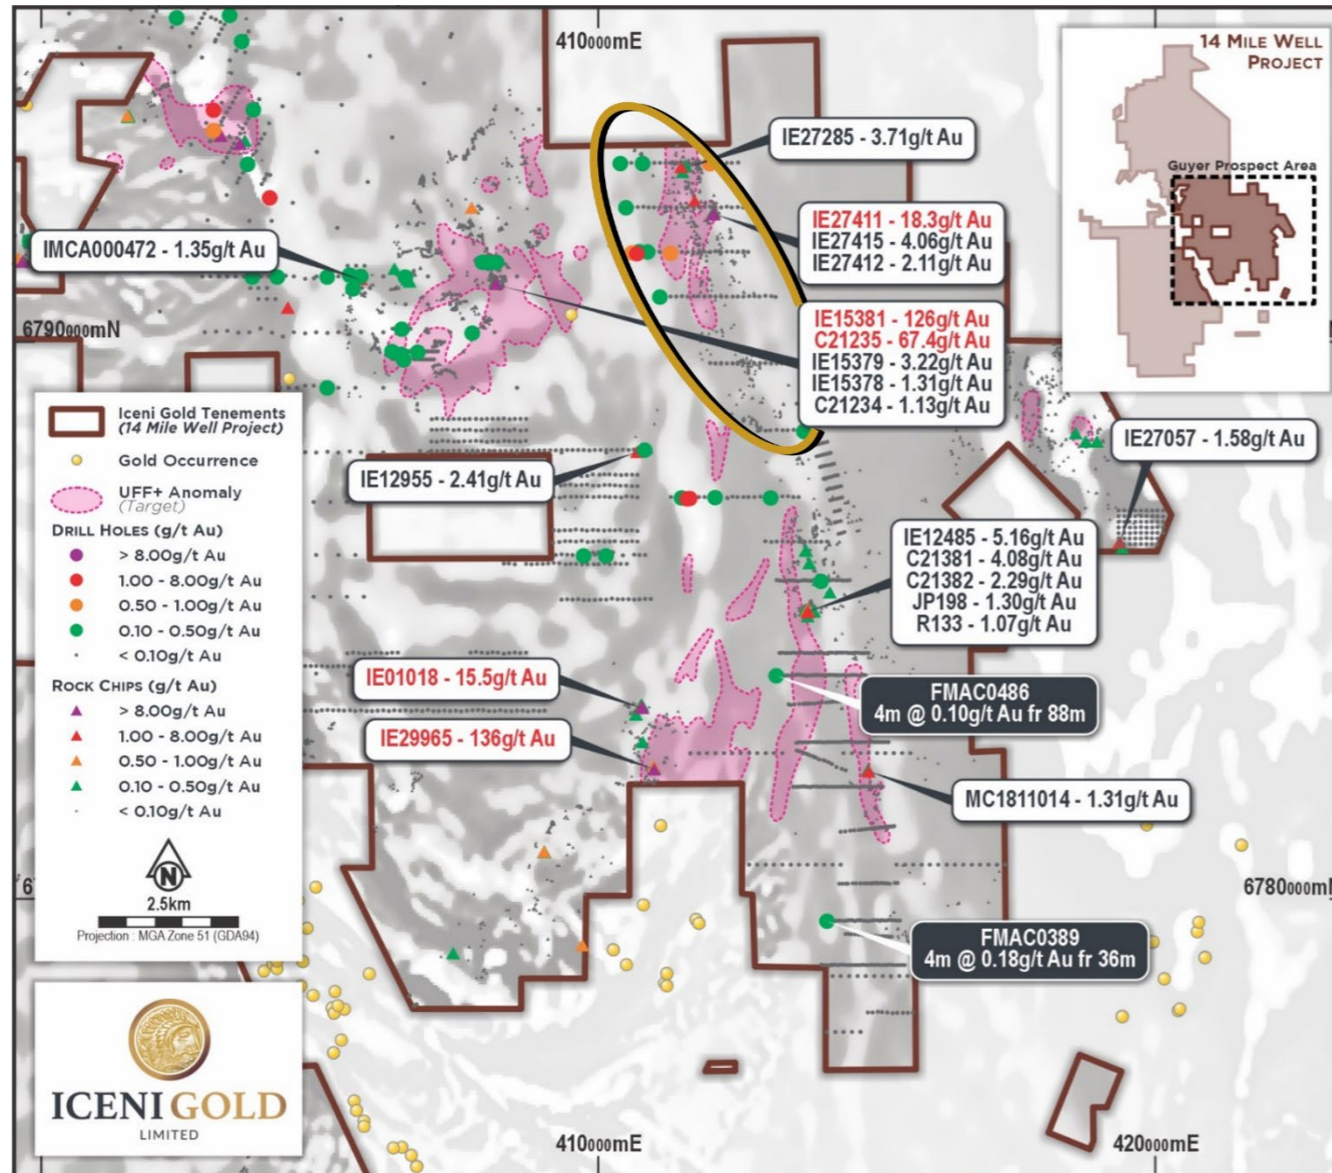 410000mE
14 MILE WELL
PROJECT
Guyer Prospect Area
IE27285 - 3.71g/t Au
IE27411 - 18.3g/t Au
IE27415 - 4.06g/t Au
IE27412 - 2.11g/t Au
IMCA000472 - 1.35g/t Au
6790000mN
IE15381 - 126g/t Au
C21235 - 67.4g/t Au
IE15379 - 3.22g/t Au
IE15378 - 1.31g/t Au
C21234 - 1.13g/t Au
IE27057 - 1.58g/t Au
IE12955 - 2.41g/t Au
IE12485 - 5.16g/t Au
C21381 - 4.08g/t Au
C21382 - 2.29g/t Au
JP198 - 1.30g/t Au
R133 - 1.07g/t Au
IE01018 - 15.5g/t Au
IE29965 - 136g/t Au
FMAC0486
4m @ 0.10g/t Au fr 88m
MC1811014 - 1.31g/t Au
FMAC0389
4m @ 0.18g/t Au fr 36m
6780000m
Iceni Gold Tenements
(14 Mile Well Project)
Gold Occurrence
UFF+ Anomaly
(Target)
DRILL HOLES (g/t Au)
> 8.00g/t Au
1.00 - 8.00g/t Au
0.50 - 1.00g/t Au
0.10 - 0.50g/t Au
< 0.10g/t Au
ROCK CHIPS (g/t Au)
> 8.00g/t Au
1.00 - 8.00g/t Au
0.50 - 1.00g/t Au
0.10 - 0.50g/t Au
< 0.10g/t Au
N
2.5km
Projection : MGA Zone 51 (GDA94)
ICENI GOLD
LIMITED
410000mE
420000mE